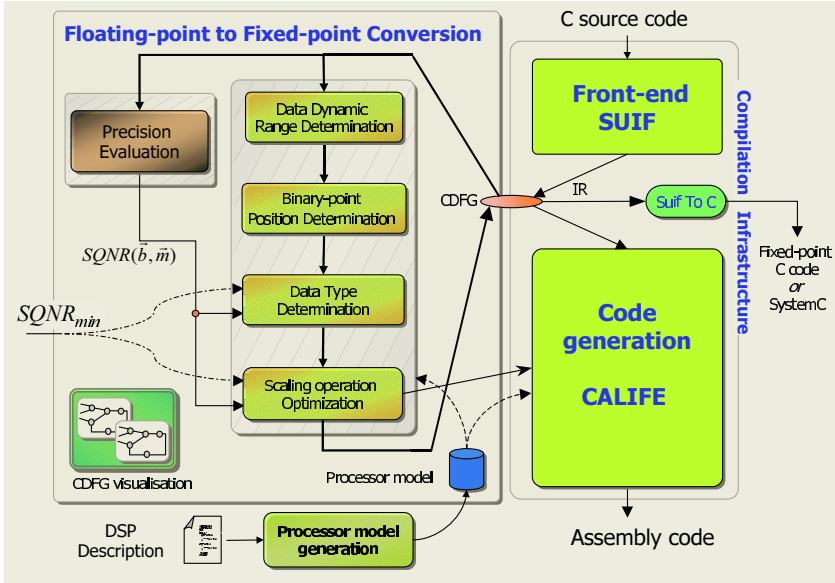 C source code
Floating-point to Fixed-point Conversion
Front-end
SUIF
Compilation Infrastructure
Data Dynamic
Range Determination
Precision
Evaluation
Binary-point
Position Determination
CDFG
IR
Suif To C
SQNR(b⃗,m⃗)
Fixed-point
C code
or
SystemC
Data Type
Determination
SQNRmin
Code
generation
CALIFE
Scaling operation
Optimization
CDFG visualisation
Processor model
DSP
Description
Processor model
generation
Assembly code